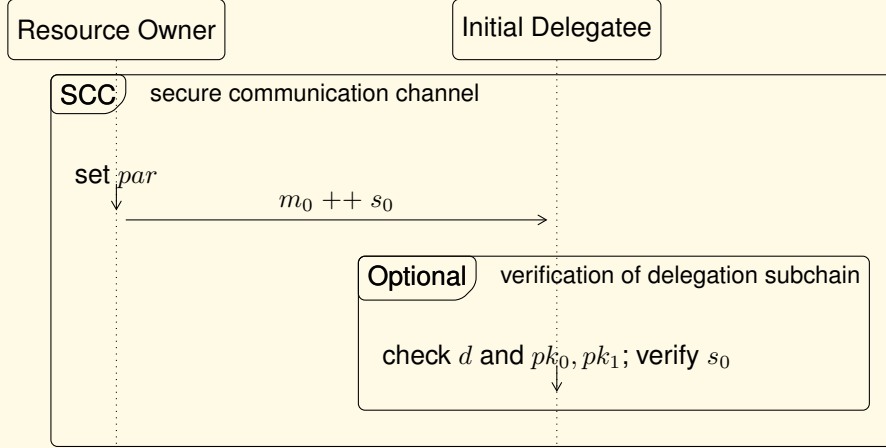 Resource Owner Initial Delegatee
SCC secure communication channel
set par
m₀ ++ s₀
Optional verification of delegation subchain
check d and pk₀, pk₁; verify s₀